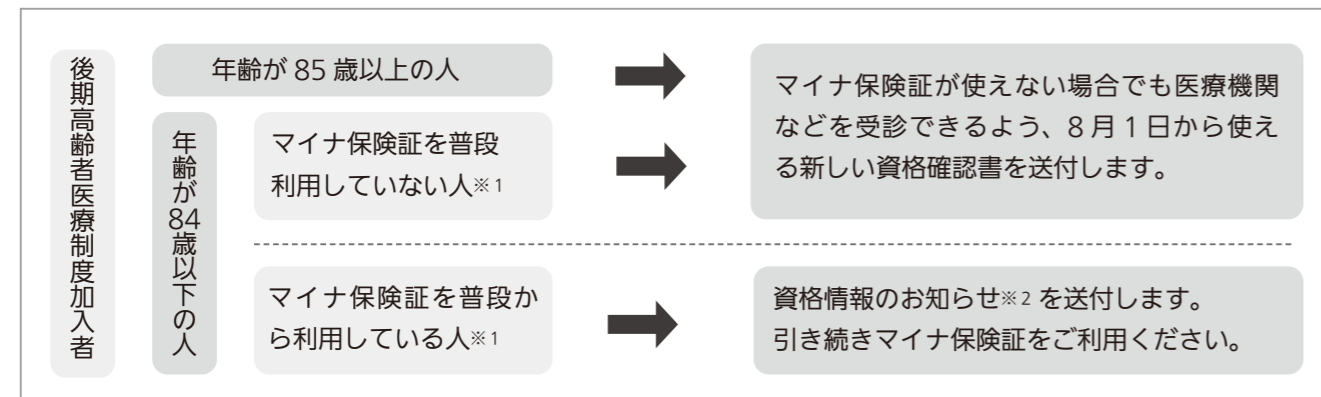 後期高齢者医療制度加入者
年齢が 85 歳以上の人
マイナ保険証が使えない場合でも医療機関
などを受診できるよう、8 月 1 日から使え
る新しい資格確認書を送付します。
年齢が84歳以下の人
マイナ保険証を普段
利用していない人※1
マイナ保険証を普段か
ら利用している人※1
資格情報のお知らせ※2 を送付します。
引き続きマイナ保険証をご利用ください。